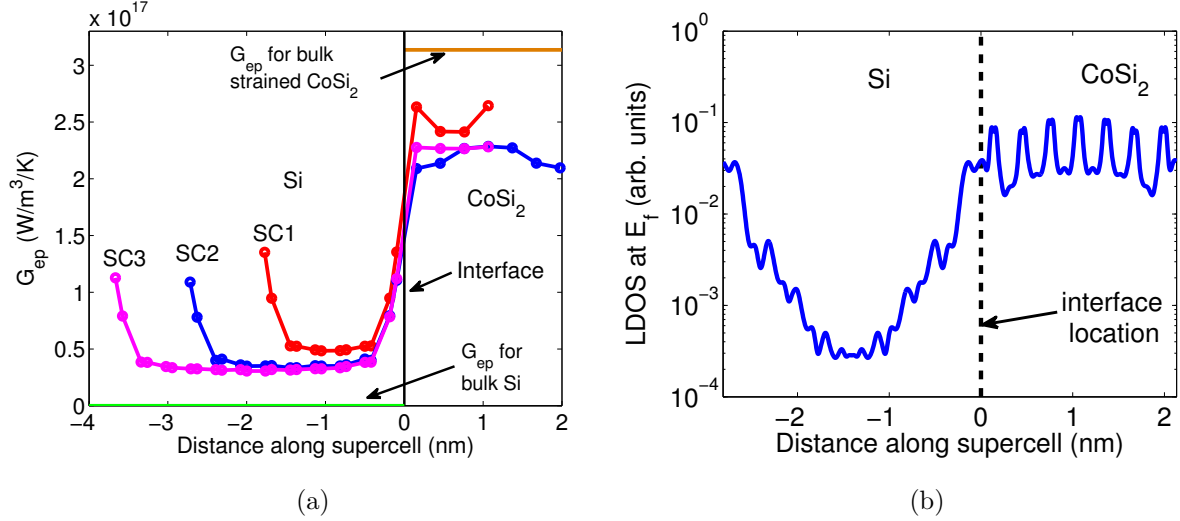 x 10^17
G_ep for bulk
strained CoSi_2
Si
CoSi_2
SC3
SC2
SC1
Interface
G_ep for
bulk Si
G_ep (W/m^3/K)
3
2.5
2
1.5
1
0.5
0
−4
−3
−2
−1
0
1
2
Distance along supercell (nm)
(a)
LDOS at E_f (arb. units)
10^0
10^−1
10^−2
10^−3
10^−4
Si
CoSi_2
interface
location
−2
−1
0
1
2
Distance along supercell (nm)
(b)